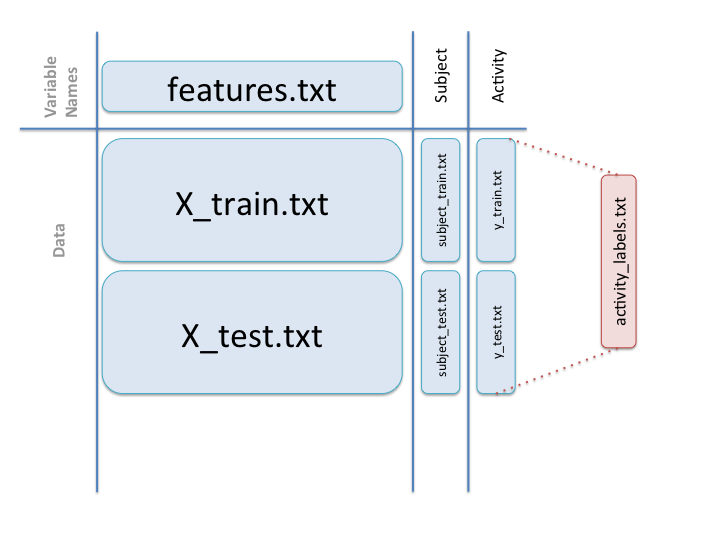 Variable
Names
features.txt
Subject
Activity
Data
X_train.txt
subject_train.txt
y_train.txt
activity_labels.txt
X_test.txt
subject_test.txt
y_test.txt